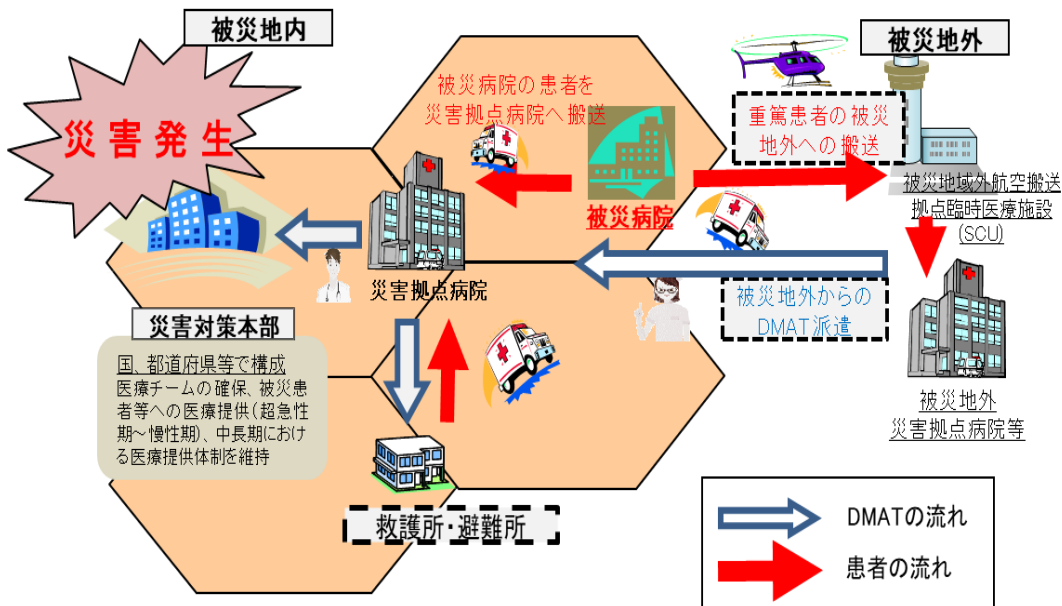 被災地内
災害発生
被災病院の患者を
災害拠点病院へ搬送
被災病院
被災地外
重篤患者の被災
地外への搬送
被災地域外航空搬送
拠点臨時医療施設
(SCU)
災害拠点病院
被災地外からの
DMAT派遣
災害対策本部
国、都道府県等で構成
医療チームの確保、被災患
者等への医療提供(超急性
期~慢性期)、中長期におけ
る医療提供体制を維持
被災地外
災害拠点病院等
救護所・避難所
DMATの流れ
患者の流れ